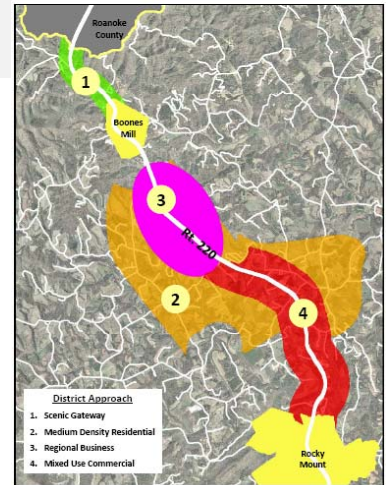 Roanoke
County
1
Boones
Mill
3
Rt. 220
2
4
District Approach
1. Scenic Gateway
2. Medium Density Residential
3. Regional Business
4. Mixed Use Commercial
Rocky
Mount